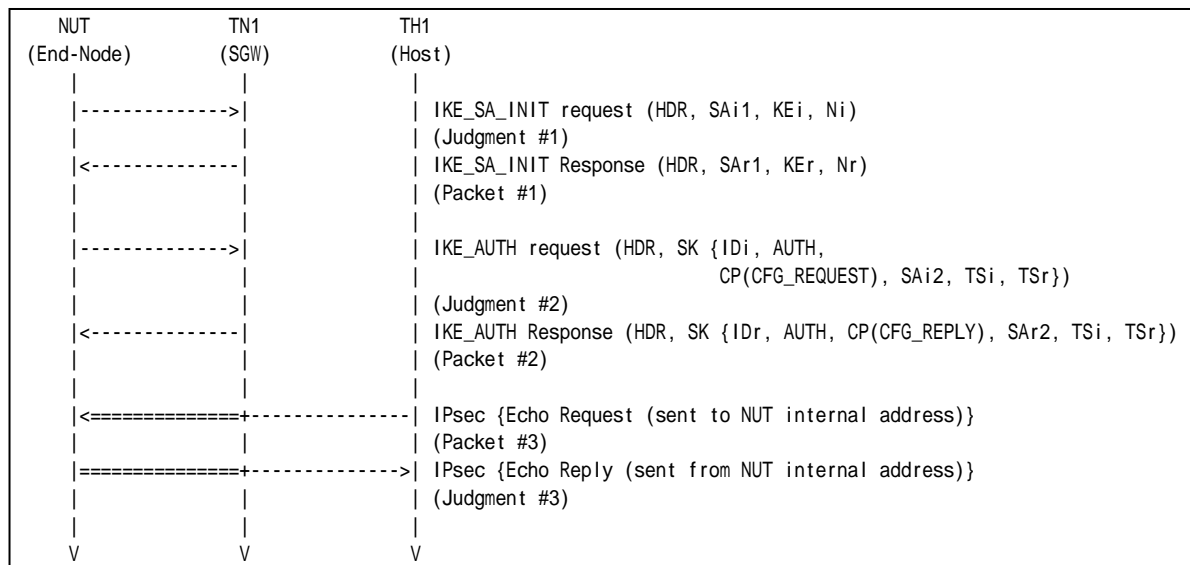 NUT TN1 TH1
(End-Node) (SGW) (Host)
| | |
|-------------->| | IKE_SA_INIT request (HDR, SAi1, KEi, Ni)
| | | (Judgment #1)
|<--------------| | IKE_SA_INIT Response (HDR, SAr1, KEr, Nr)
| | | (Packet #1)
| | |
|-------------->| | IKE_AUTH request (HDR, SK {IDi, AUTH,
| | | CP(CFG_REQUEST), SAi2, TSi, TSr})
| | | (Judgment #2)
|<--------------| | IKE_AUTH Response (HDR, SK {IDr, AUTH, CP(CFG_REPLY), SAr2, TSi, TSr})
| | | (Packet #2)
| | |
|<==============+---------------| IPsec {Echo Request (sent to NUT internal address)}
| | | (Packet #3)
|===============+-------------->| IPsec {Echo Reply (sent from NUT internal address)}
| | | (Judgment #3)
| | |
V V V